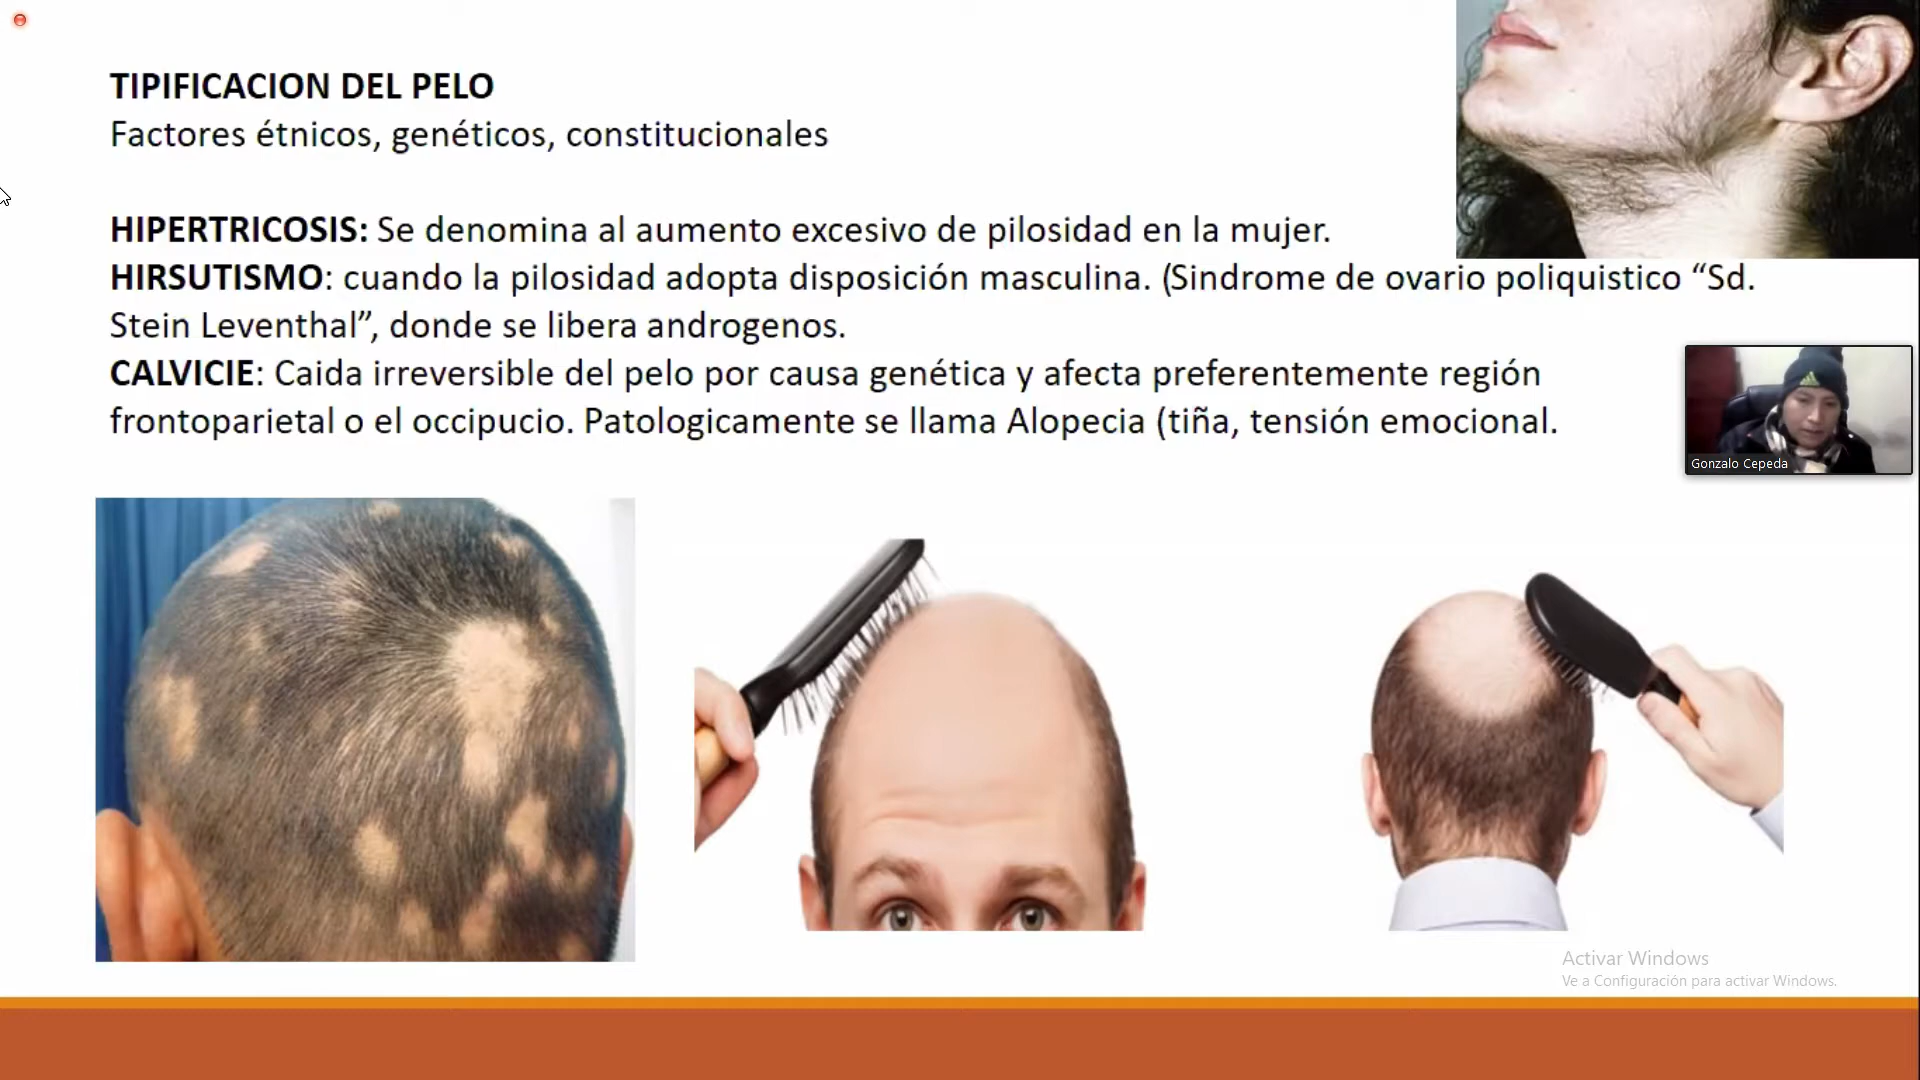 TIPIFICACION DEL PELO
Factores étnicos, genéticos, constitucionales
HIPERTRICOSIS: Se denomina al aumento excesivo de pilosidad en la mujer.
HIRSUTISMO: cuando la pilosidad adopta disposición masculina. (Sindrome de ovario poliquistico “Sd.
Stein Leventhal”, donde se libera androgenos.
CALVICIE: Caida irreversible del pelo por causa genética y afecta preferentemente región
frontoparietal o el occipucio. Patologicamente se llama Alopecia (tiña, tensión emocional.
Gonzalo Cepeda
Activar Windows
Ve a Configuración para activar Windows.